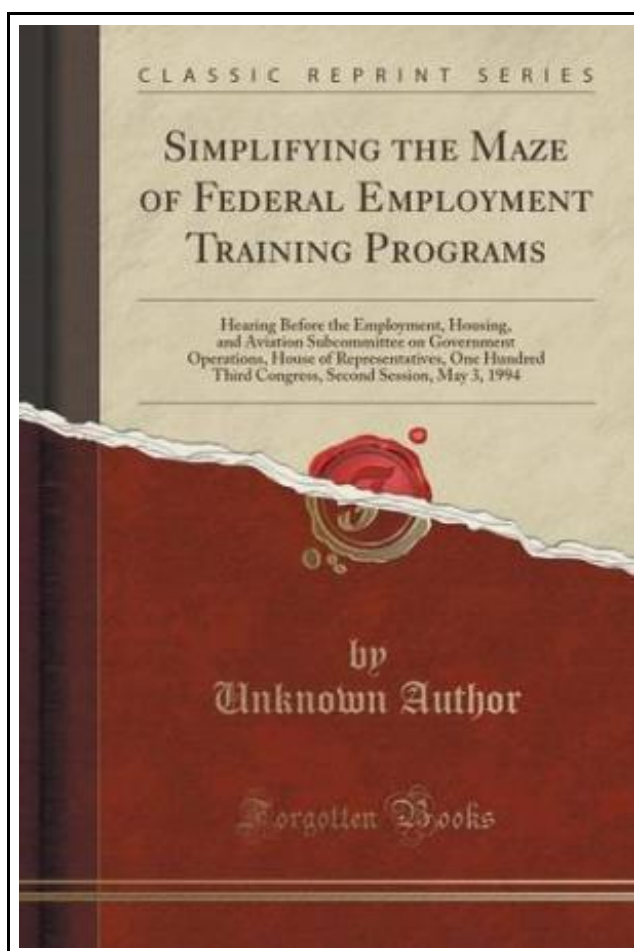 CLASSIC REPRINT SERIES
SIMPLIFYING THE MAZE
OF FEDERAL EMPLOYMENT
TRAINING PROGRAMS
Hearing Before the Employment, Housing,
and Aviation Subcommittee on Government
Operations, House of Representatives, One Hundred
Third Congress, Second Session, May 3, 1994
F
by
Unknown Author
Forgotten Books